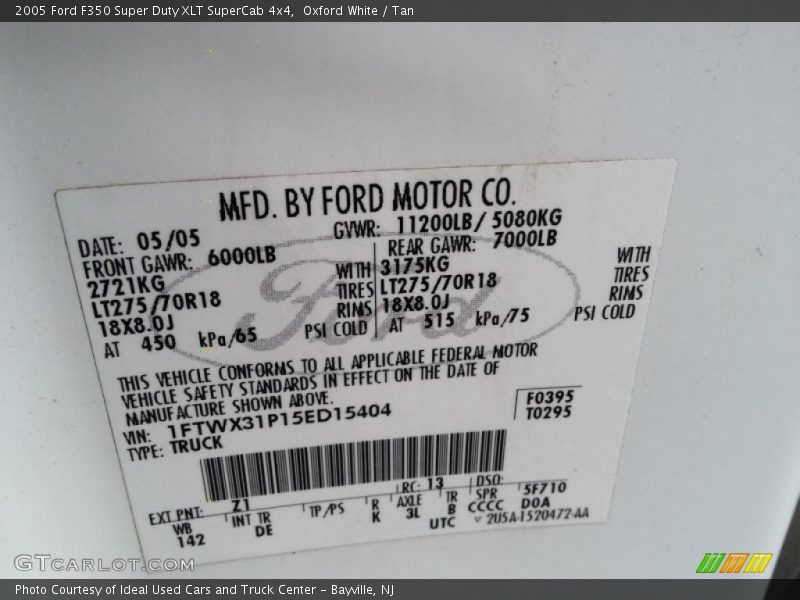 2005 Ford F350 Super Duty XLT SuperCab 4x4, Oxford White / Tan
MFD. BY FORD MOTOR CO.
DATE: 05/05
GVWR: 11200LB/ 5080KG
FRONT GAWR: 6000LB
REAR GAWR: 7000LB
2721KG
WITH
3175KG
WITH
LT275/70R18
TIRES
LT275/70R18
TIRES
18X8.0J
RIMS
18X8.0J
RIMS
AT 450 kPa/65
PSI COLD
AT 515 kPa/75
PSI COLD
Ford
THIS VEHICLE CONFORMS TO ALL APPLICABLE FEDERAL MOTOR
VEHICLE SAFETY STANDARDS IN EFFECT ON THE DATE OF
MANUFACTURE SHOWN ABOVE.
F0395
VIN: 1FTWX31P15ED15404
T0295
TYPE: TRUCK
EXT PNT: Z1
RC: 13
DSO:
WB
INT TR
TP/PS
R
AXLE
TR
SPR
5F710
142
DE
K
3L
B
CCCC
D0A
UTC
2U5A-1520472-AA
GTCARLOT.COM
Photo Courtesy of Ideal Used Cars and Truck Center - Bayville, NJ